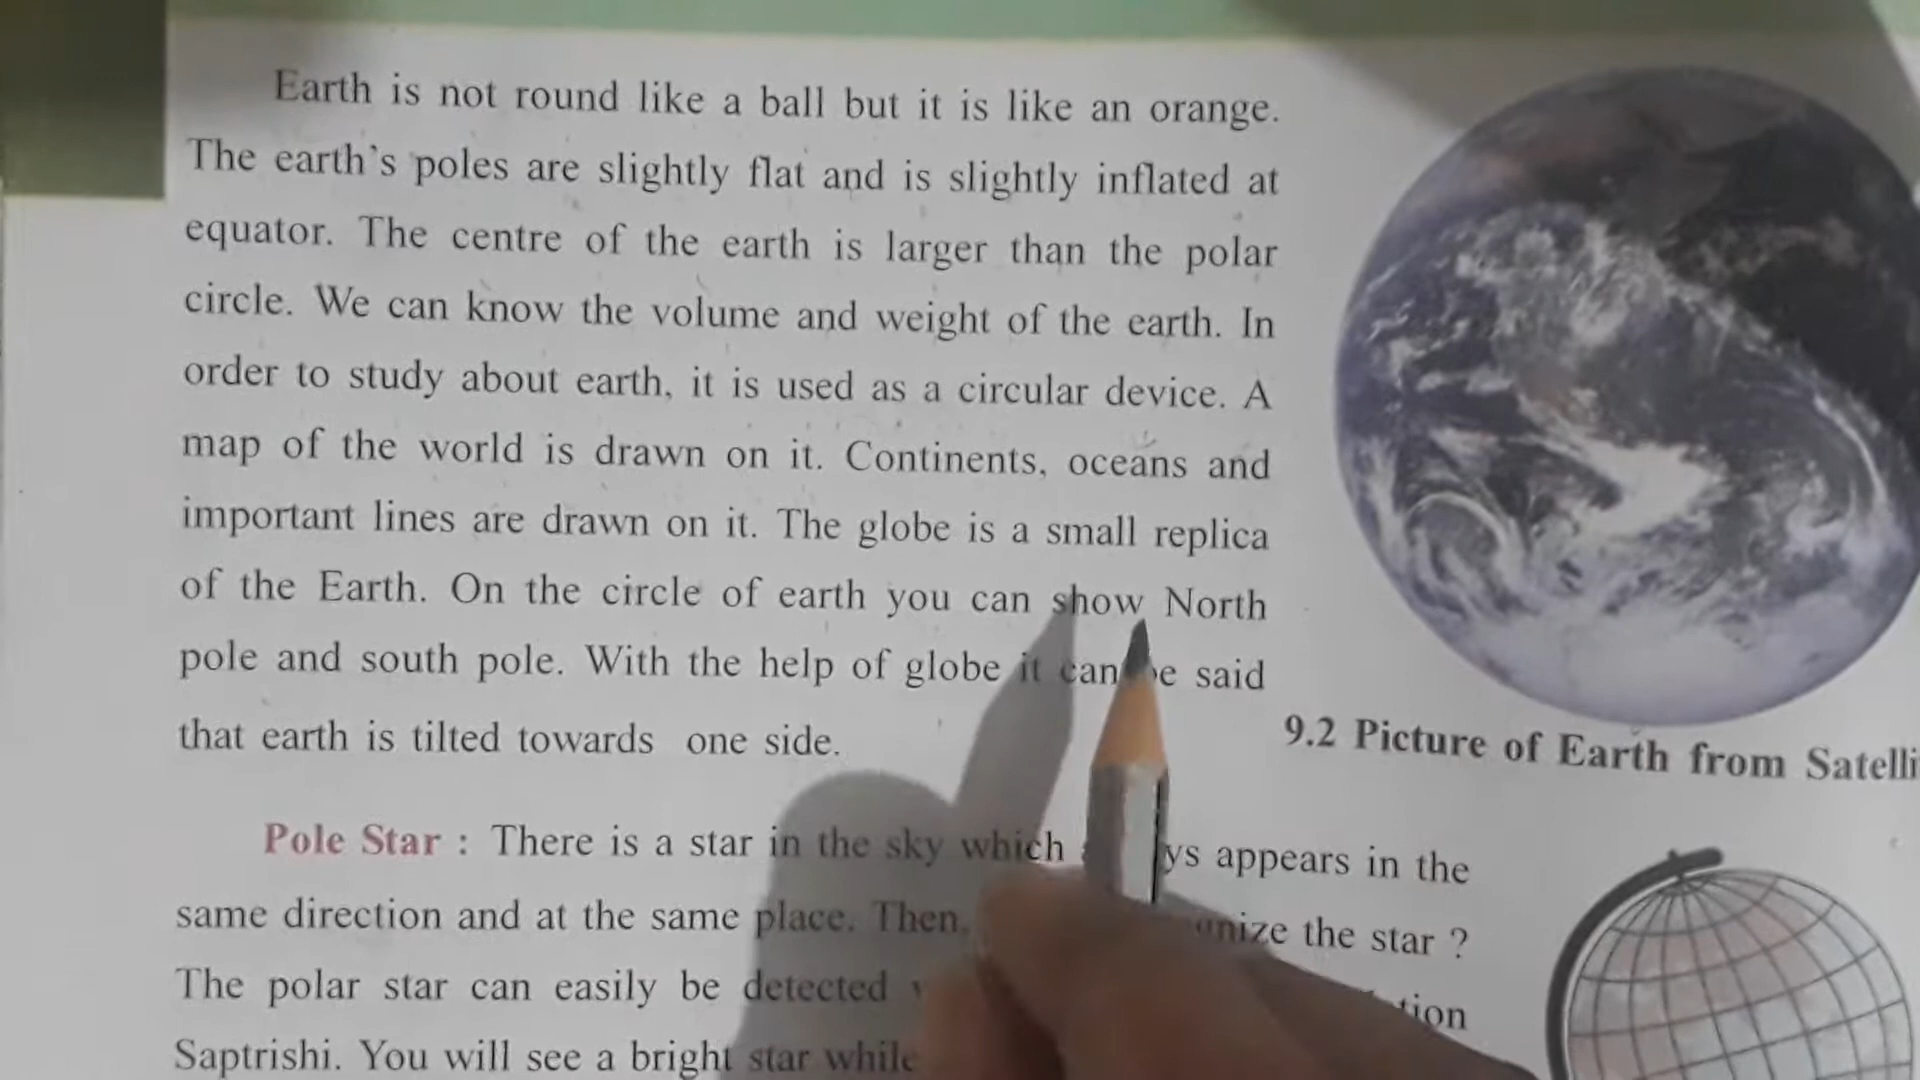 Earth is not round like a ball but it is like an orange.
The earth's poles are slightly flat and is slightly inflated at
equator. The centre of the earth is larger than the polar
circle. We can know the volume and weight of the earth. In
order to study about earth, it is used as a circular device. A
map of the world is drawn on it. Continents, oceans and
important lines are drawn on it. The globe is a small replica
of the Earth. On the circle of earth you can show North
pole and south pole. With the help of globe it can be said
that earth is tilted towards one side.
9.2 Picture of Earth from
Pole Star : There is a star in the sky which appears in the
same direction and at the same place. Then, the star ?
The polar star can easily be detected
Saptrishi. You will see a bright star while